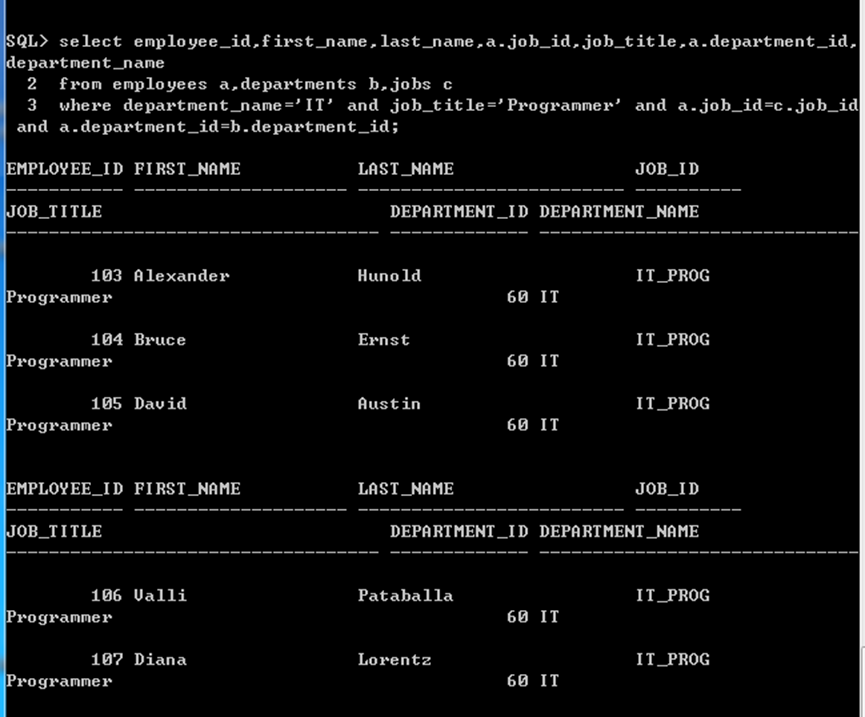 SQL> select employee_id,first_name,last_name,a.job_id,job_title,a.department_id,
department_name
  2  from employees a,departments b,jobs c
  3  where department_name='IT' and job_title='Programmer' and a.job_id=c.job_id
 and a.department_id=b.department_id;
EMPLOYEE_ID FIRST_NAME           LAST_NAME                 JOB_ID
----------- -------------------- ------------------------- ----------
JOB_TITLE                           DEPARTMENT_ID DEPARTMENT_NAME
----------------------------------- ------------- ------------------------------
        103 Alexander            Hunold                    IT_PROG
Programmer                                     60 IT
        104 Bruce                Ernst                     IT_PROG
Programmer                                     60 IT
        105 David                Austin                    IT_PROG
Programmer                                     60 IT
EMPLOYEE_ID FIRST_NAME           LAST_NAME                 JOB_ID
----------- -------------------- ------------------------- ----------
JOB_TITLE                           DEPARTMENT_ID DEPARTMENT_NAME
----------------------------------- ------------- ------------------------------
        106 Valli                Pataballa                 IT_PROG
Programmer                                     60 IT
        107 Diana                Lorentz                   IT_PROG
Programmer                                     60 IT